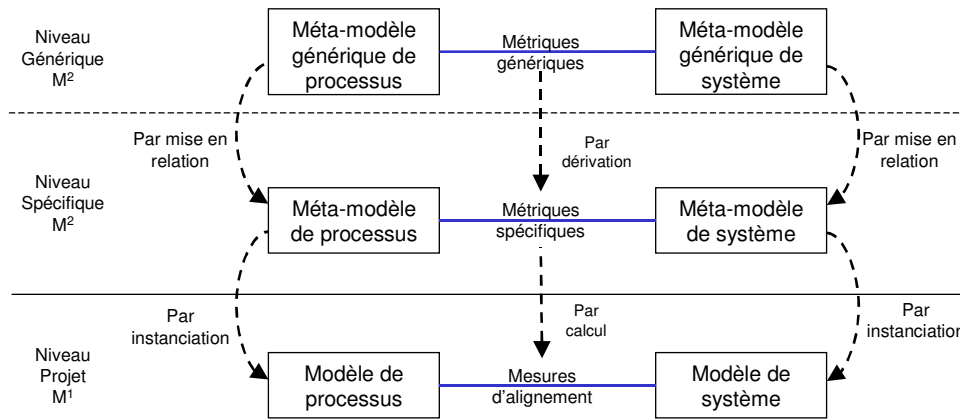 Niveau
Générique
M²
Méta-modèle
générique de
processus
Métriques
génériques
Méta-modèle
générique de
système
Par mise en
relation
Par
dérivation
Par mise en
relation
Niveau
Spécifique
M²
Méta-modèle
de processus
Métriques
spécifiques
Méta-modèle
de système
Par
instanciation
Par
calcul
Par
instanciation
Niveau
Projet
M¹
Modèle de
processus
Mesures
d'alignement
Modèle de
système